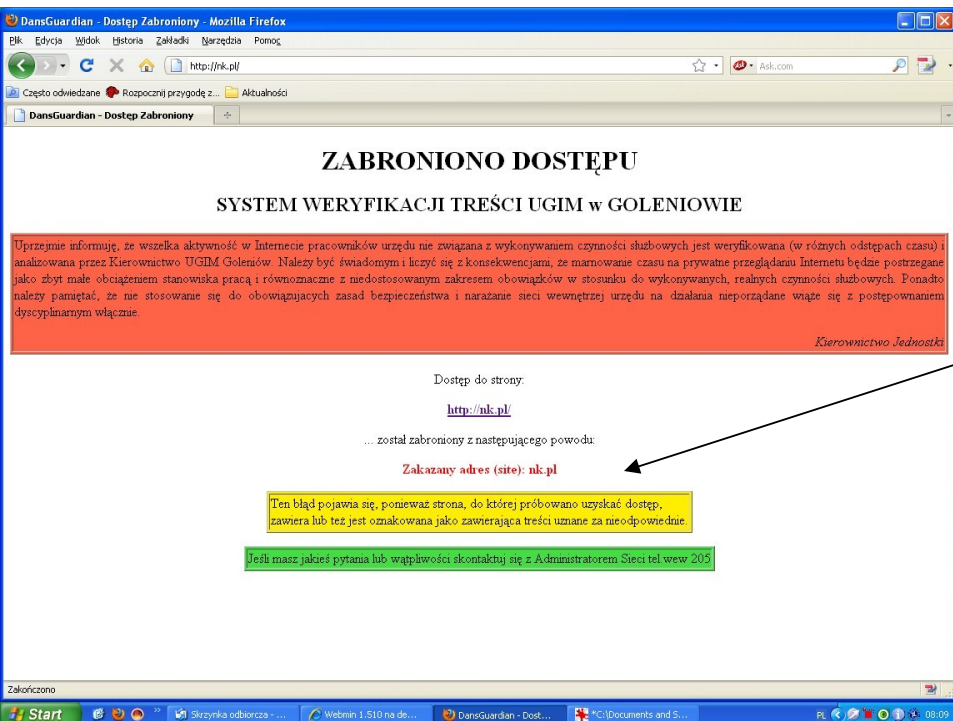 DansGuardian - Dostęp Zabroniony - Mozilla Firefox
Plik Edycja Widok Historia Zakładki Narzędzia Pomoc
http://nk.pl/
Ask.com
Często odwiedzane Rozpocznij przygodę z... Aktualności
DansGuardian - Dostęp Zabroniony
ZABRONIONO DOSTĘPU
SYSTEM WERYFIKACJI TREŚCI UGIM w GOLENIOWIE
Uprzejmie informuję, że wszelka aktywność w Internecie pracowników urzędu nie związana z wykonywaniem czynności służbowych jest weryfikowana (w różnych odstępach czasu) i
analizowana przez Kierownictwo UGIM Goleniów. Należy być świadomym i liczyć się z konsekwencjami, że marnowanie czasu na prywatne przeglądaniu Internetu będzie postrzegane
jako zbyt małe obciążeniem stanowiska pracą i równoznaczne z niedostosowanym zakresem obowiązków w stosunku do wykonywanych, realnych czynności służbowych. Ponadto
należy pamiętać, że nie stosowanie się do obowiązujacych zasad bezpieczeństwa i narażanie sieci wewnętrzej urzędu na działania nieporządane wiąże się z postępownaniem
dyscyplinarnym włącznie.
Kierownictwo Jednostki
Dostęp do strony:
http://nk.pl/
... został zabroniony z następującego powodu:
Zakazany adres (site): nk.pl
Ten błąd pojawia się, ponieważ strona, do której próbowano uzyskać dostęp,
zawiera lub też jest oznakowana jako zawierająca treści uznane za nieodpowiednie.
Jeśli masz jakieś pytania lub wątpliwości skontaktuj się z Administratorem Sieci tel.wew 205
Zakończono
Start Skrzynka odbiorcza - ... Webmin 1.510 na de... DansGuardian - Dost... *C:\Documents and S... PL 08:09